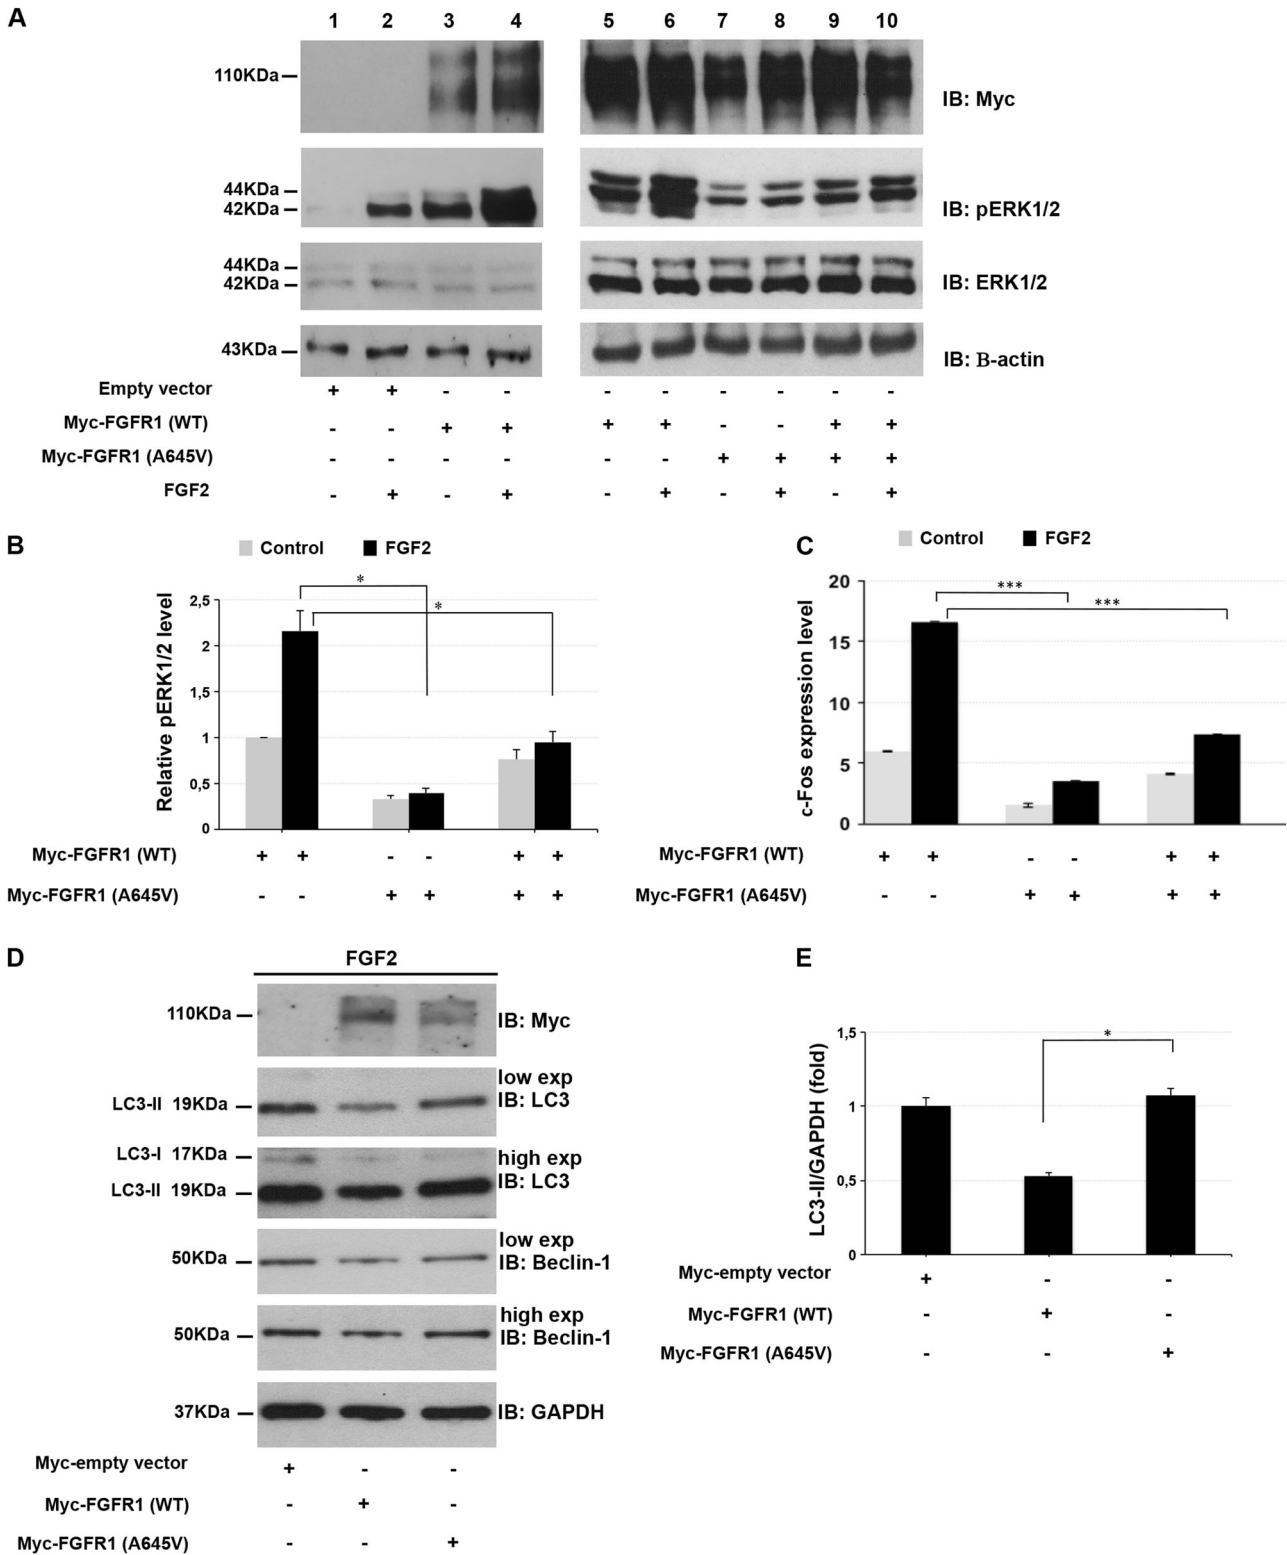 A
1 2 3 4 5 6 7 8 9 10
110KDa
IB: Myc
44KDa
42KDa
IB: pERK1/2
44KDa
42KDa
IB: ERK1/2
43KDa
IB: B-actin
Empty vector + + - - - - - - - -
Myc-FGFR1 (WT) - - + + + + - - + +
Myc-FGFR1 (A645V) - - - - - - + + + +
FGF2 - + - + - + - + - +
B
Control FGF2
Relative pERK1/2 level
2,5
2
1,5
1
0,5
0
*
*
Myc-FGFR1 (WT) + + - - + +
Myc-FGFR1 (A645V) - - + + + +
C
Control FGF2
c-Fos expression level
20
15
10
5
0
***
***
Myc-FGFR1 (WT) + + - - + +
Myc-FGFR1 (A645V) - - + + + +
D
FGF2
110KDa
IB: Myc
low exp
LC3-II 19KDa
IB: LC3
LC3-I 17KDa
high exp
LC3-II 19KDa
IB: LC3
low exp
50KDa
IB: Beclin-1
high exp
50KDa
IB: Beclin-1
37KDa
IB: GAPDH
Myc-empty vector + - -
Myc-FGFR1 (WT) - + -
Myc-FGFR1 (A645V) - - +
E
LC3-II/GAPDH (fold)
1,5
1
0,5
0
*
Myc-empty vector + - -
Myc-FGFR1 (WT) - + -
Myc-FGFR1 (A645V) - - +